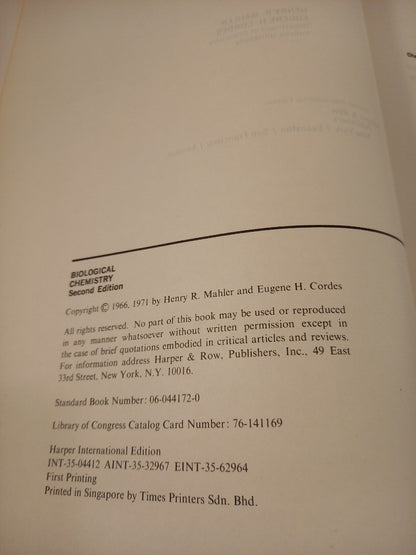 BIOLOGICAL
CHEMISTRY
Second Edition
Copyright © 1966, 1971 by Henry R. Mahler and Eugene H. Cordes
All rights reserved. No part of this book may be used or reproduced
in any manner whatsoever without written permission except in
the case of brief quotations embodied in critical articles and reviews.
For information address Harper & Row, Publishers, Inc., 49 East
33rd Street, New York, N.Y. 10016.
Standard Book Number: 06-044172-0
Library of Congress Catalog Card Number: 76-141169
Harper International Edition
INT-35-04412 AINT-35-32967 EINT-35-62964
First Printing
Printed in Singapore by Times Printers Sdn. Bhd.